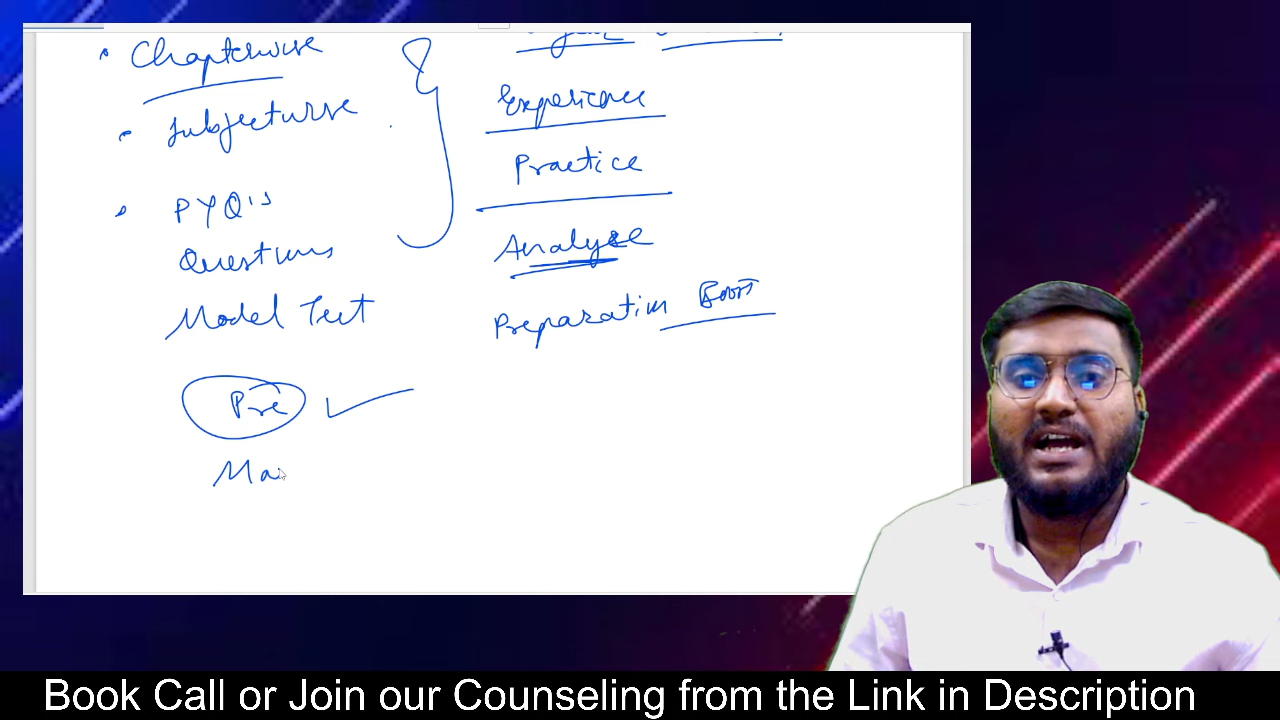 Chapterwise
Subjectwise
PYQ's
Questions
Model Test
Pre
Ma
Experience
Practice
Analyse
Preparation Boost
Book Call or Join our Counseling from the Link in Description